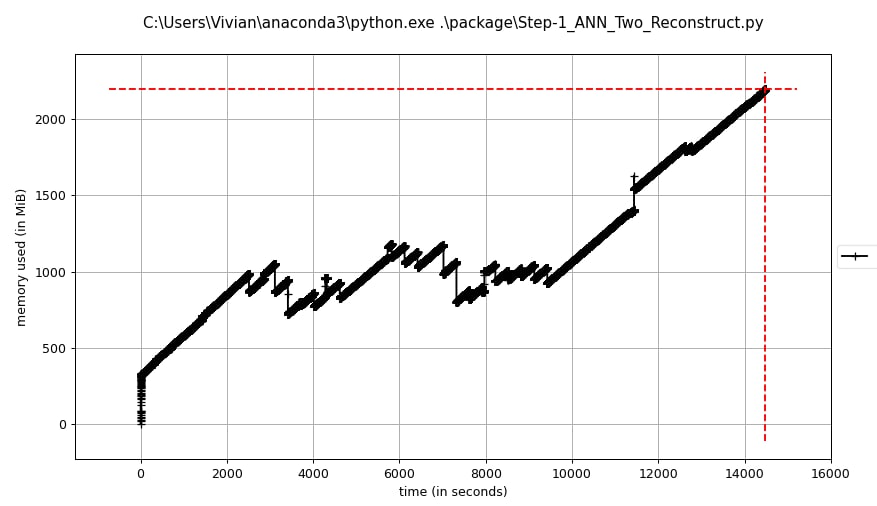 C:\Users\Vivian\anaconda3\python.exe .\package\Step-1_ANN_Two_Reconstruct.py
memory used (in MiB)
2000
1500
1000
500
0
0 2000 4000 6000 8000 10000 12000 14000 16000
time (in seconds)